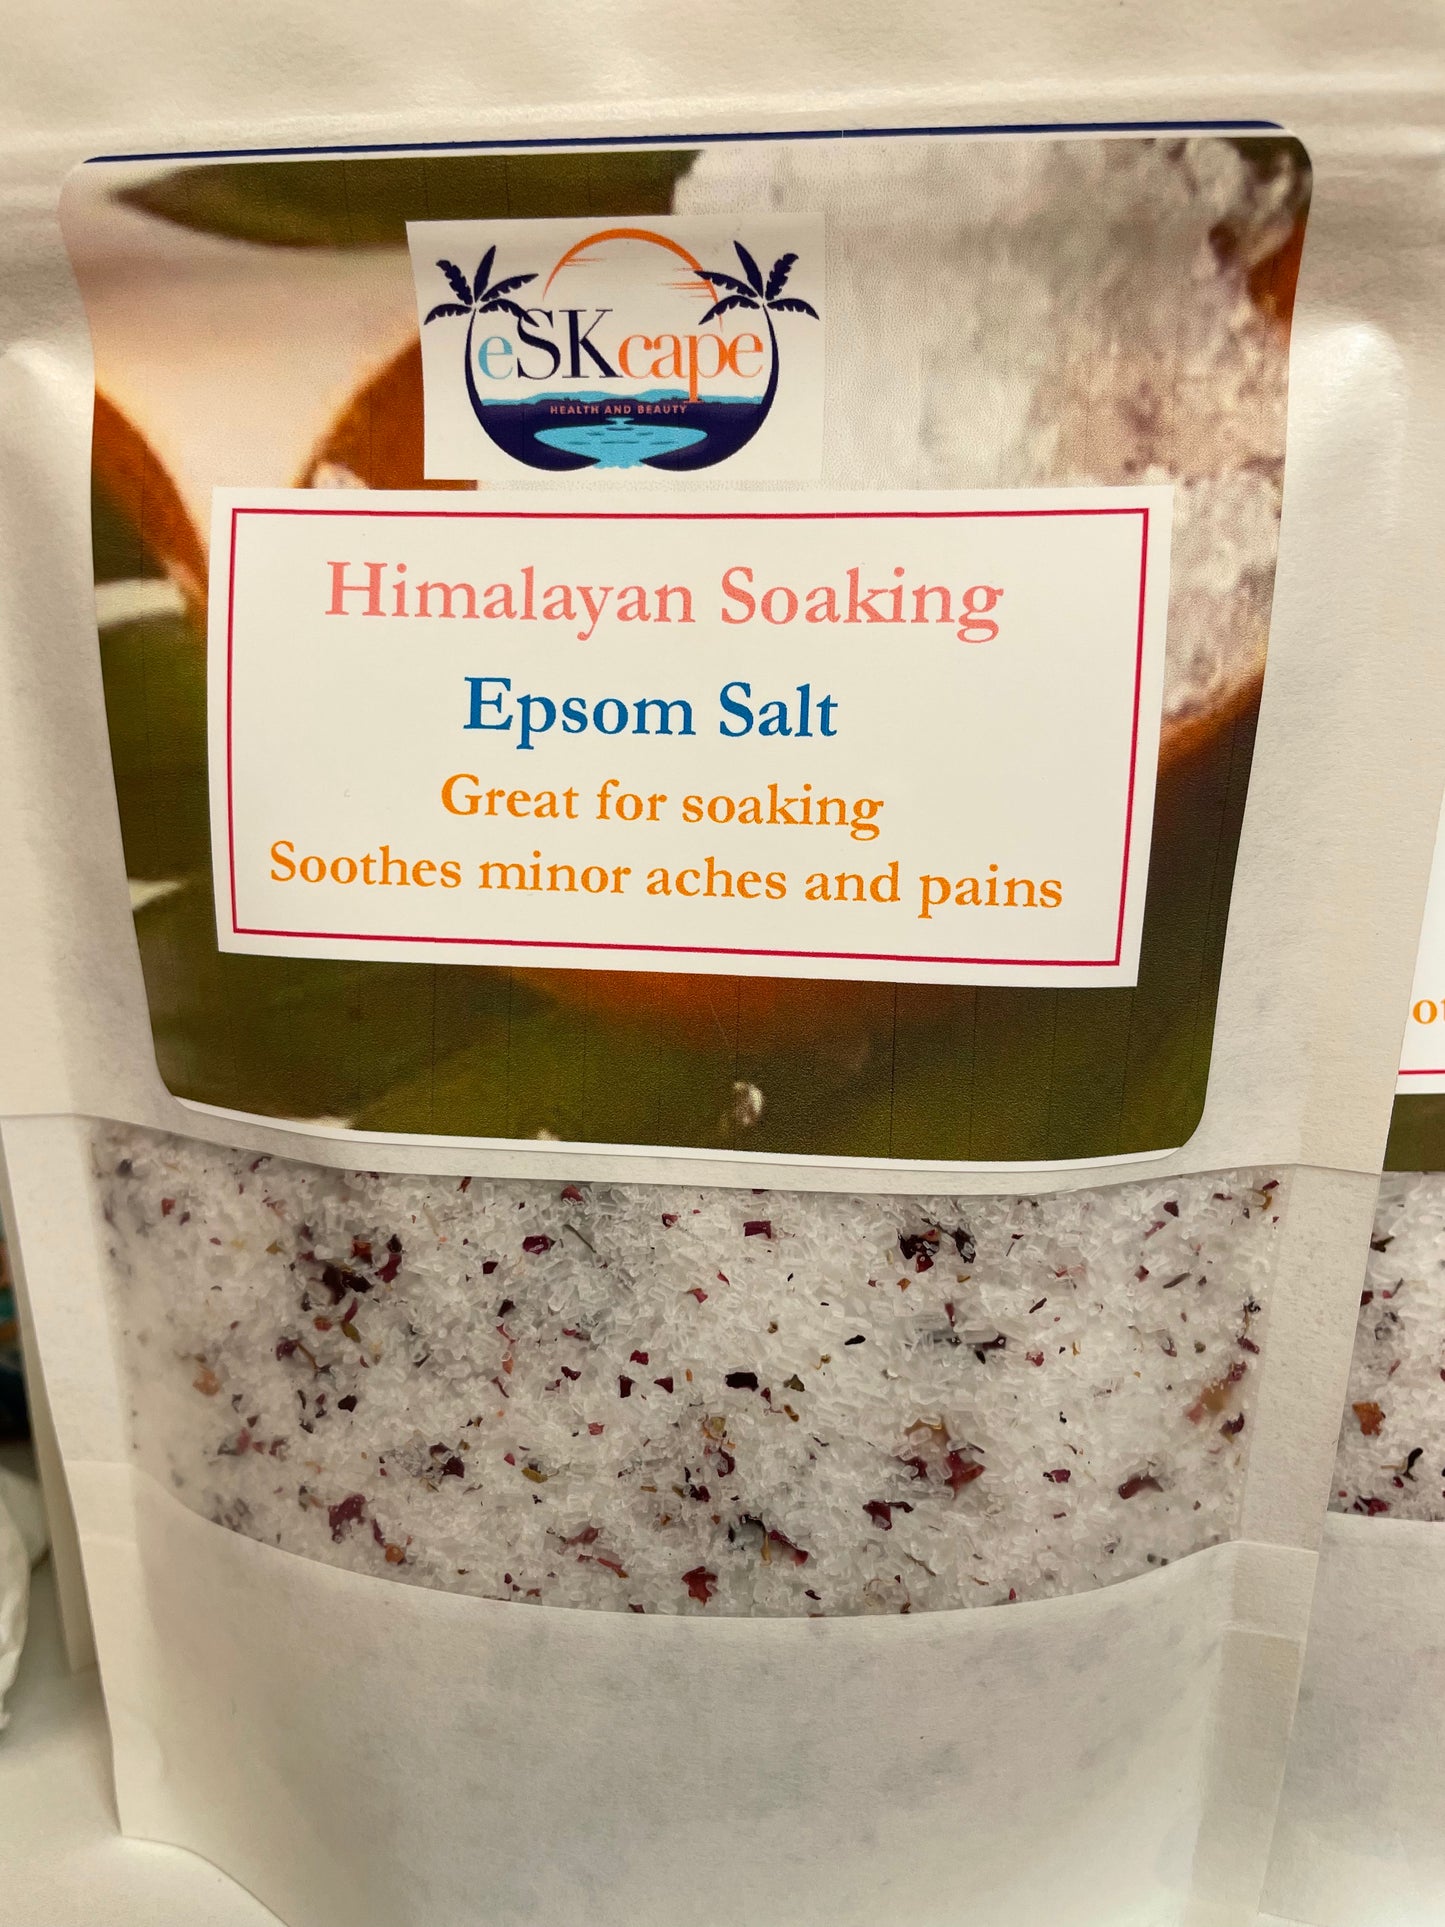 eSKcape
HEALTH AND BEAUTY
Himalayan Soaking
Epsom Salt
Great for soaking
Soothes minor aches and pains